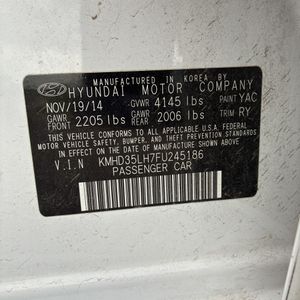 MANUFACTURED IN KOREA BY
HYUNDAI MOTOR COMPANY
NOV/19/14 GVWR 4145 lbs PAINT YAC
GAWR FRONT 2205 lbs GAWR REAR 2006 lbs TRIM RY
THIS VEHICLE CONFORMS TO ALL APPLICABLE U.S. FEDERAL
MOTOR VEHICLE SAFETY, BUMPER, AND THEFT
PREVENTION STANDARDS IN EFFECT ON THE DATE OF
MANUFACTURE SHOWN ABOVE.
V.I.N KMHD35LH7FU245186
PASSENGER CAR